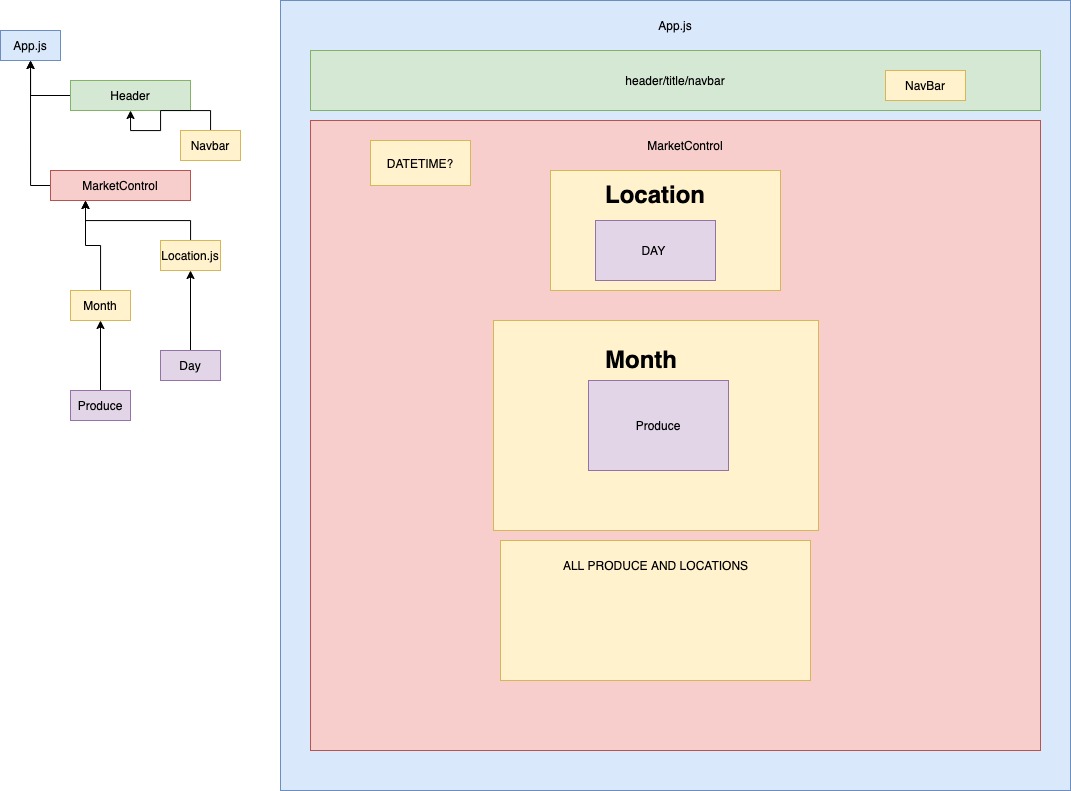 App.js
Header
Navbar
MarketControl
Location.js
Month
Day
Produce
App.js
header/title/navbar
NavBar
MarketControl
DATETIME?
Location
DAY
Month
Produce
ALL PRODUCE AND LOCATIONS